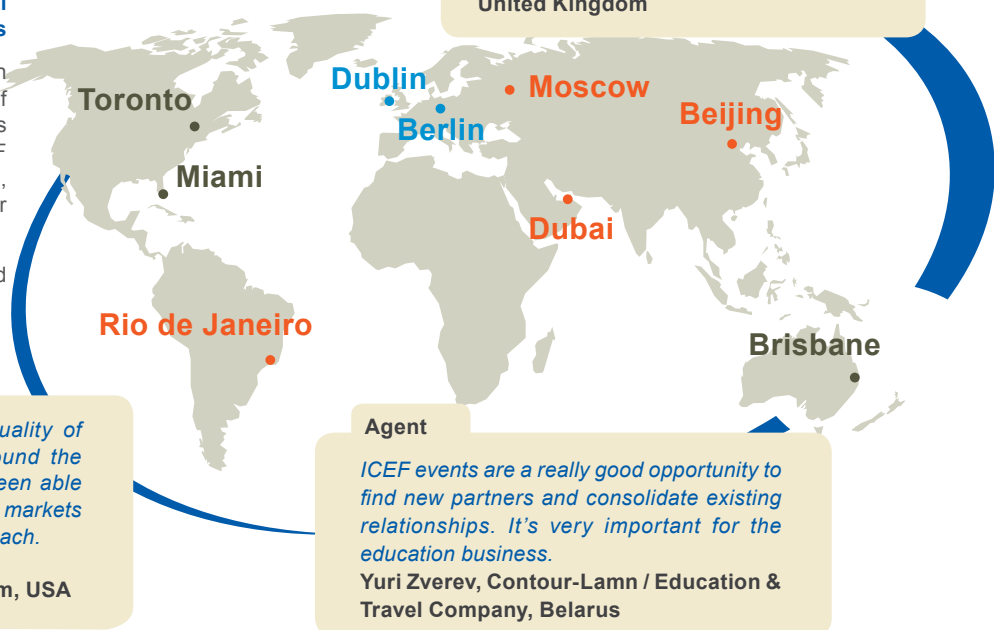 United Kingdom
Dublin
Moscow
Toronto
Beijing
Berlin
Miami
Dubai
Rio de Janeiro
Brisbane
of
ound the
een able
markets
ach.
m, USA
Agent
ICEF events are a really good opportunity to
find new partners and consolidate existing
relationships. It's very important for the
education business.
Yuri Zverev, Contour-Lamn / Education &
Travel Company, Belarus